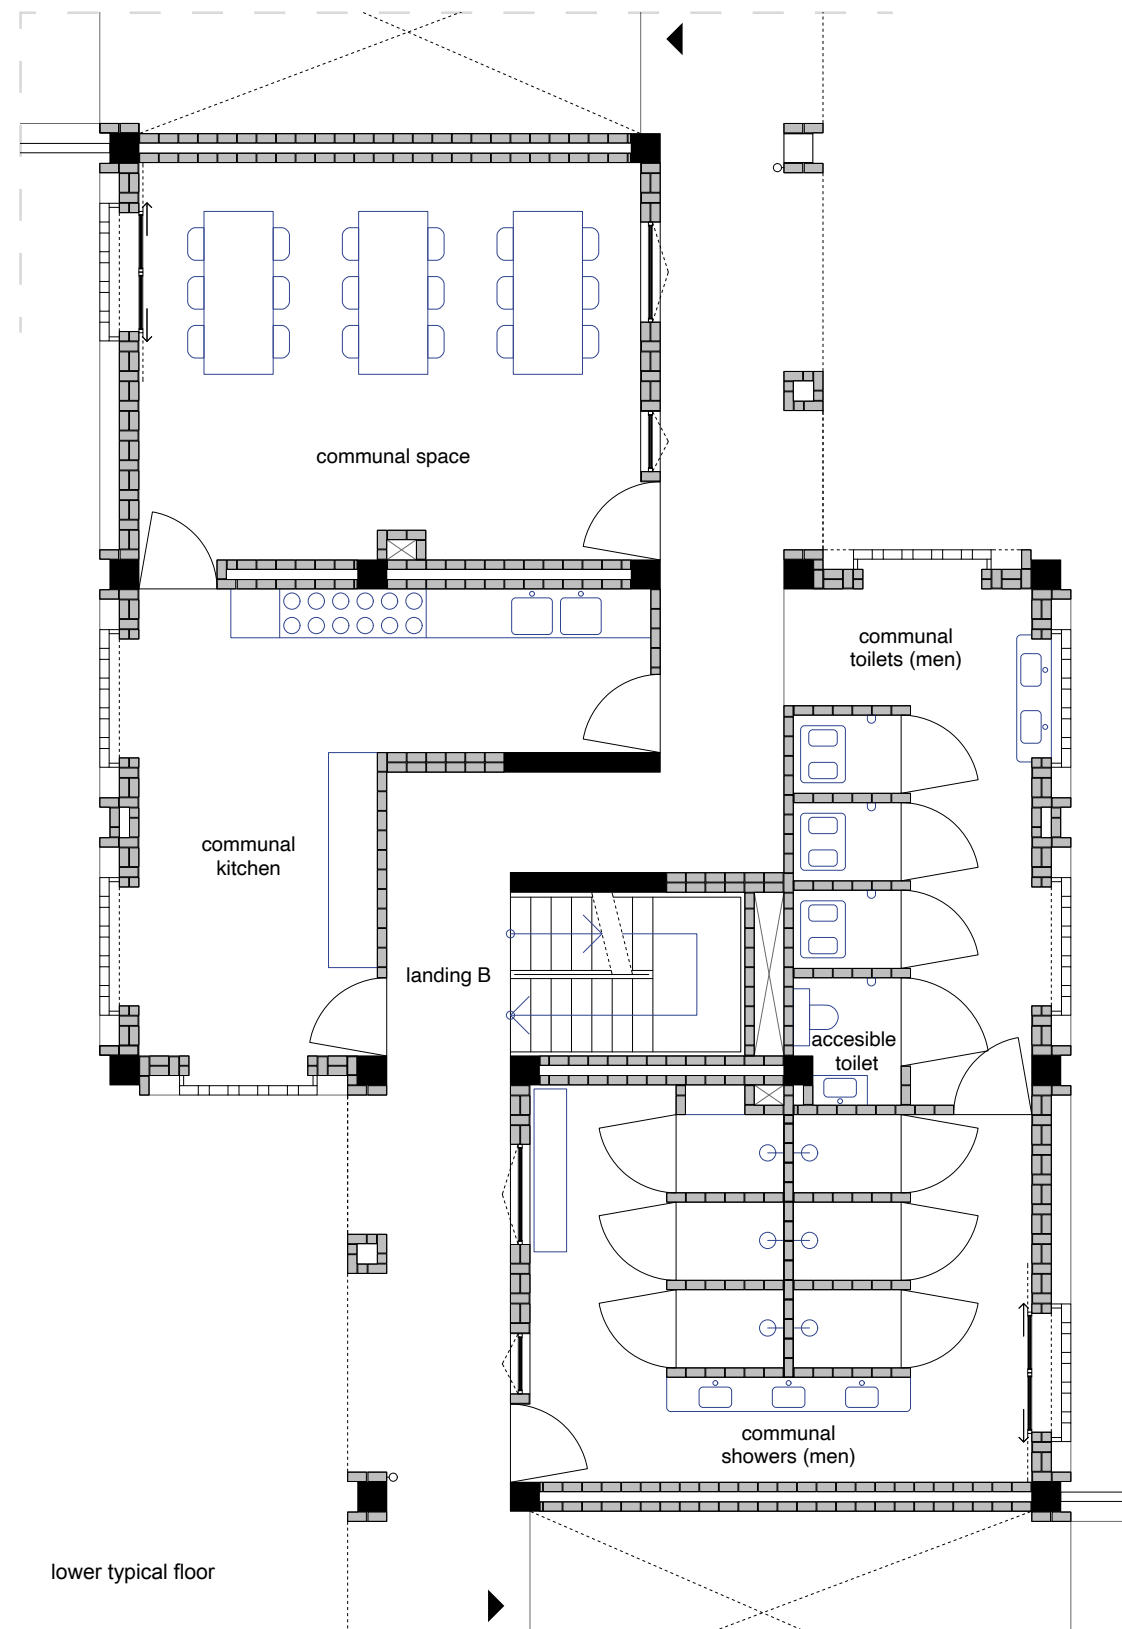 communal space
communal
toilets (men)
communal
kitchen
landing B
accesible
toilet
communal
showers (men)
lower typical floor